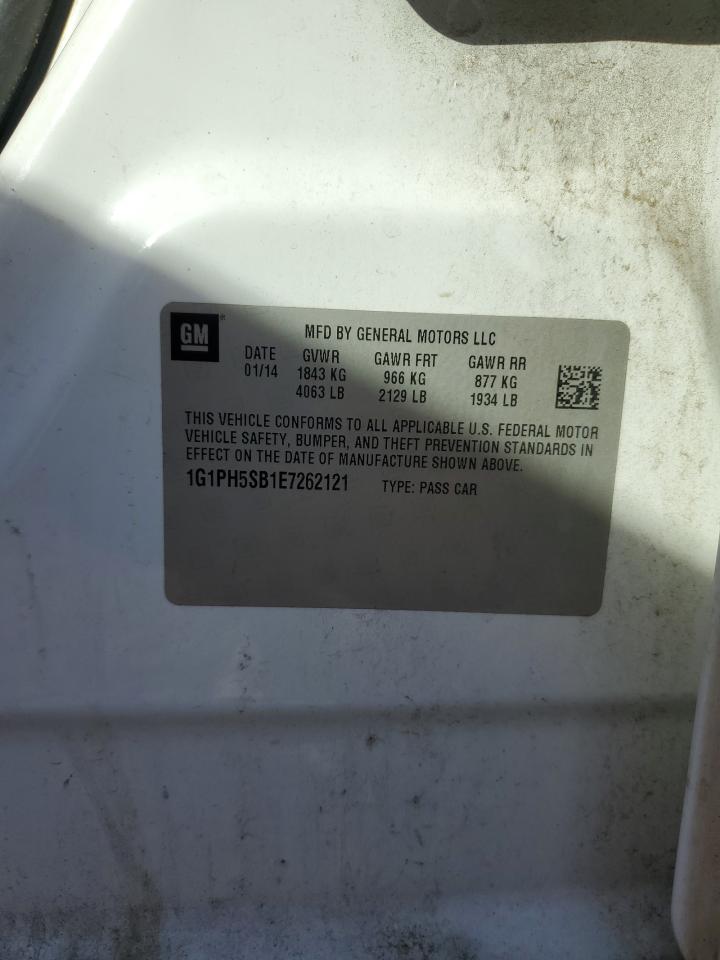 GM ®
MFD BY GENERAL MOTORS LLC
DATE GVWR GAWR FRT GAWR RR
01/14 1843 KG 966 KG 877 KG
4063 LB 2129 LB 1934 LB
THIS VEHICLE CONFORMS TO ALL APPLICABLE U.S. FEDERAL MOTOR
VEHICLE SAFETY, BUMPER, AND THEFT PREVENTION STANDARDS IN
EFFECT ON THE DATE OF MANUFACTURE SHOWN ABOVE.
1G1PH5SB1E7262121 TYPE: PASS CAR